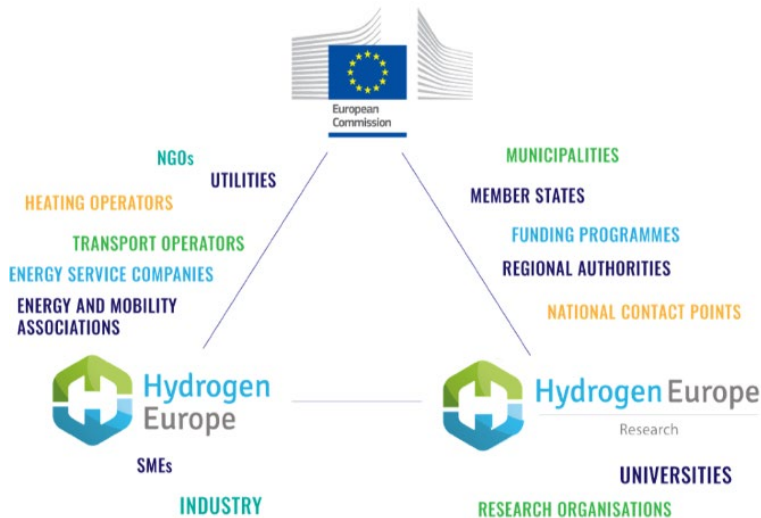 European
Commission
NGOs
UTILITIES
HEATING OPERATORS
TRANSPORT OPERATORS
ENERGY SERVICE COMPANIES
ENERGY AND MOBILITY
ASSOCIATIONS
MUNICIPALITIES
MEMBER STATES
FUNDING PROGRAMMES
REGIONAL AUTHORITIES
NATIONAL CONTACT POINTS
Hydrogen
Europe
SMEs
INDUSTRY
Hydrogen Europe
Research
UNIVERSITIES
RESEARCH ORGANISATIONS